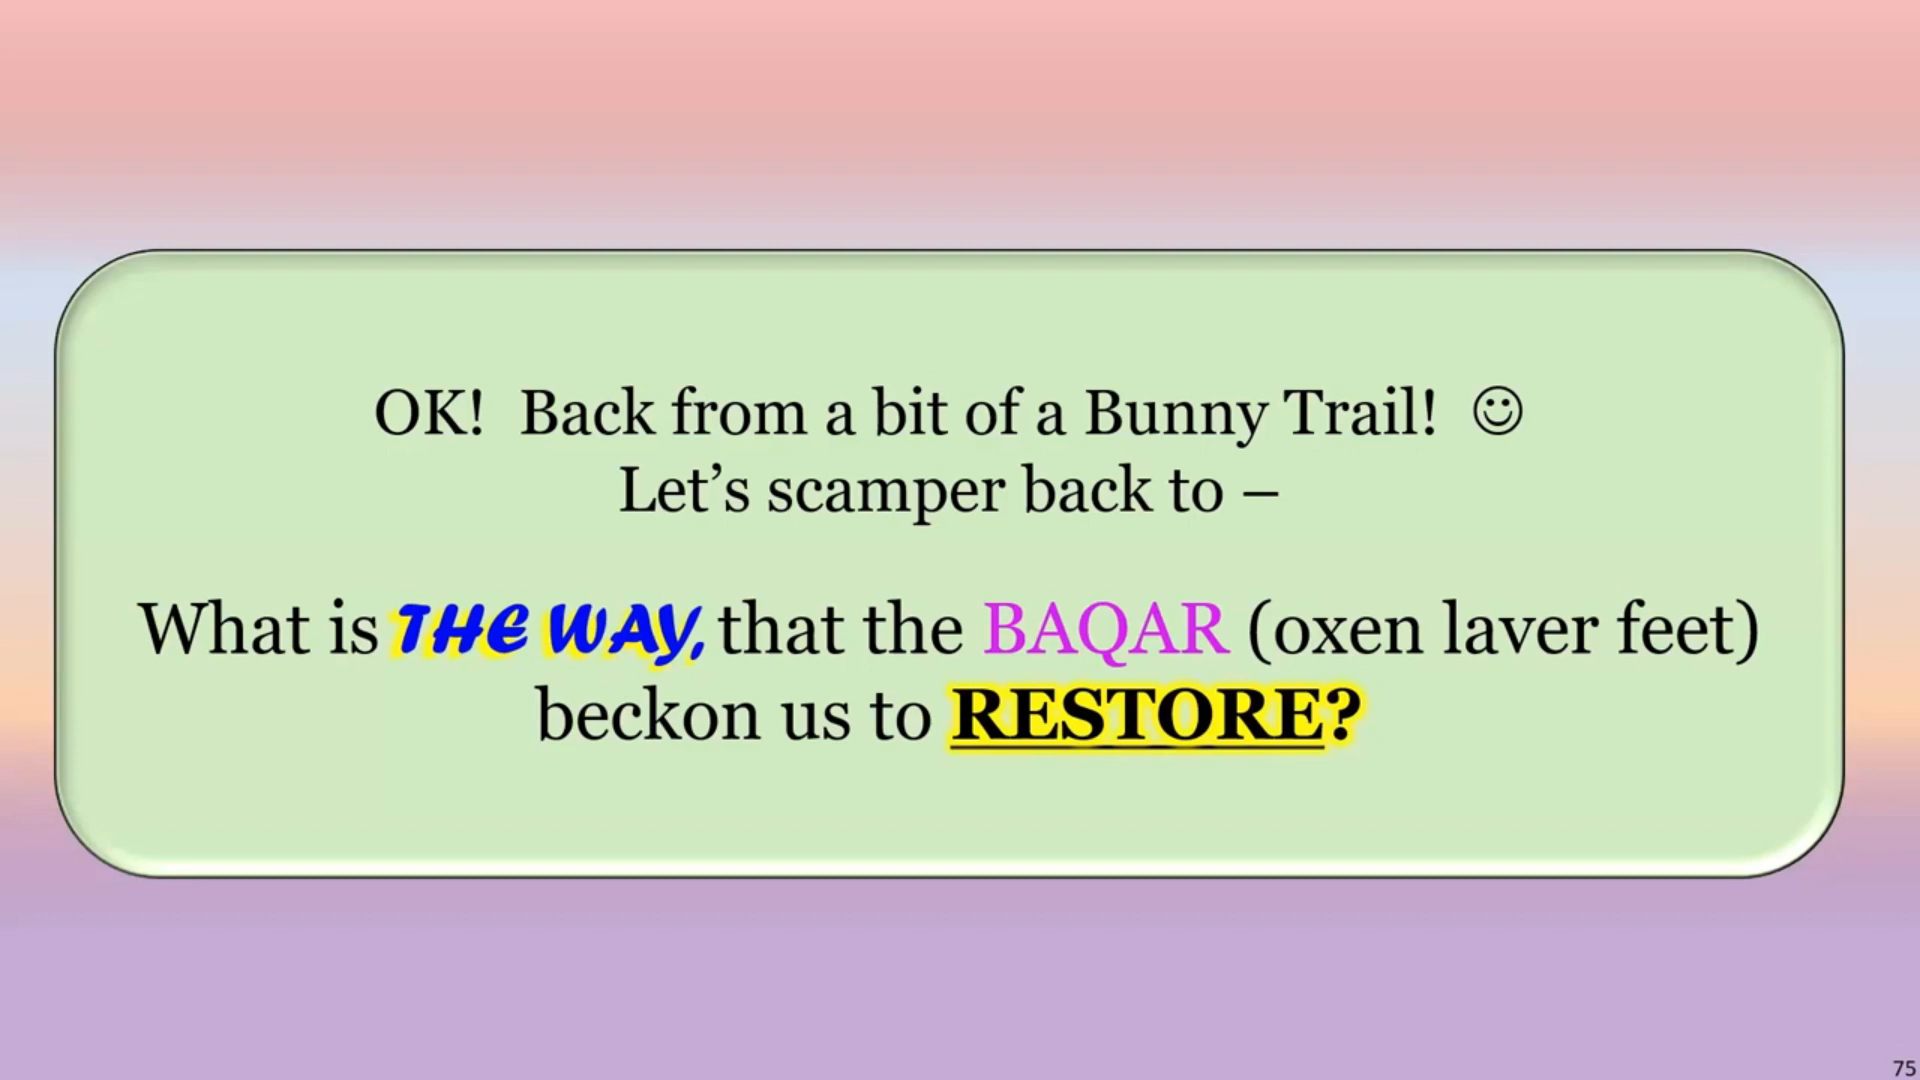 OK!  Back from a bit of a Bunny Trail! ☺
Let’s scamper back to –
What is THE WAY, that the BAQAR (oxen laver feet)
beckon us to RESTORE?
75